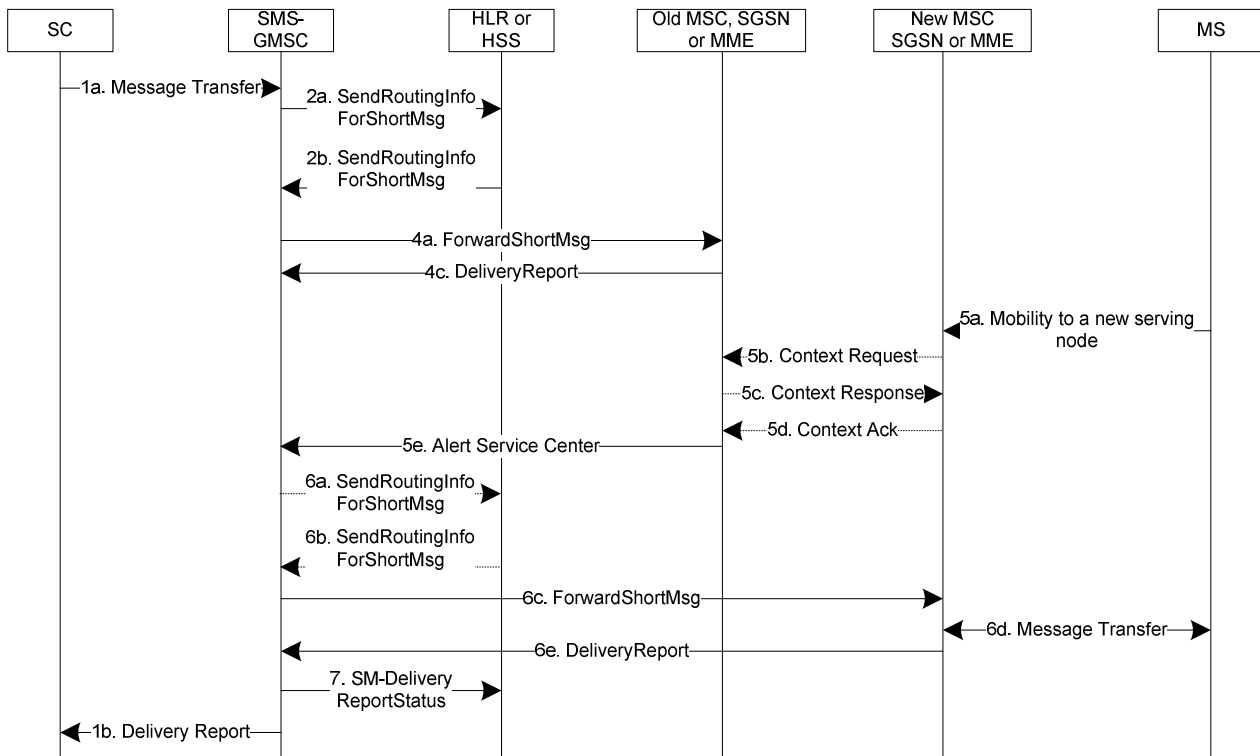 SC
SMS-
GMSC
HLR or
HSS
Old MSC, SGSN
or MME
New MSC
SGSN or MME
MS
1a. Message Transfer
2a. SendRoutingInfo
ForShortMsg
2b. SendRoutingInfo
ForShortMsg
4a. ForwardShortMsg
4c. DeliveryReport
5a. Mobility to a new serving
node
5b. Context Request
5c. Context Response
5d. Context Ack
5e. Alert Service Center
6a. SendRoutingInfo
ForShortMsg
6b. SendRoutingInfo
ForShortMsg
6c. ForwardShortMsg
6d. Message Transfer
6e. DeliveryReport
7. SM-Delivery
ReportStatus
1b. Delivery Report